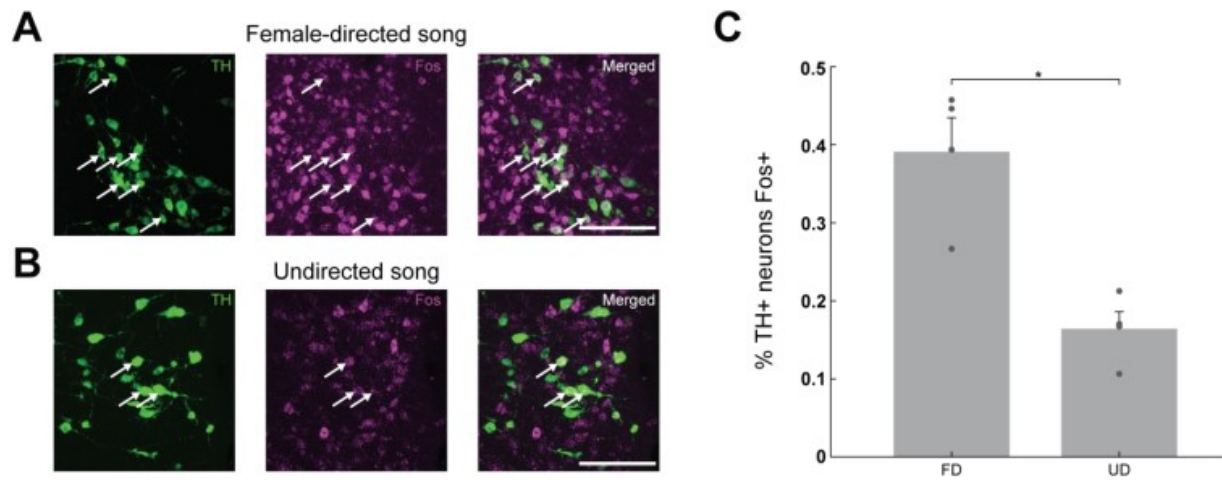 A
Female-directed song
TH
Fos
Merged
B
Undirected song
TH
Fos
Merged
C
% TH+ neurons Fos+
0.5
0.4
0.3
0.2
0.1
0
*
FD
UD